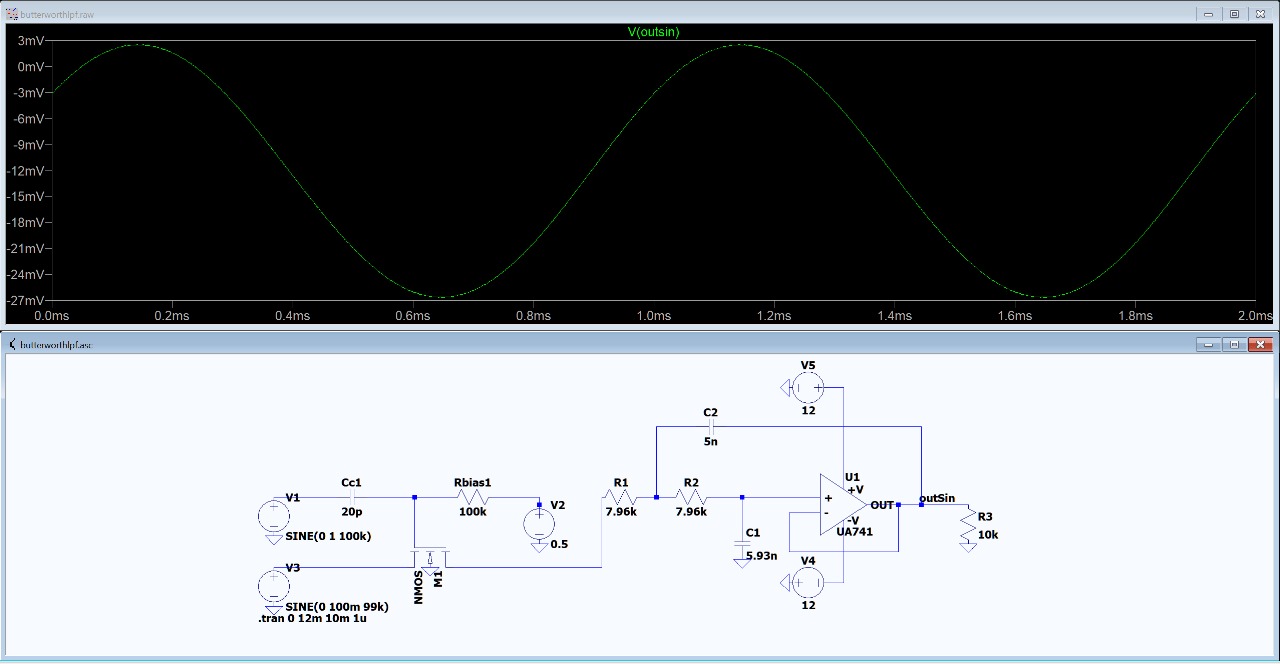 butterworthlpf.raw
V(outsin)
3mV
0mV
-3mV
-6mV
-9mV
-12mV
-15mV
-18mV
-21mV
-24mV
-27mV
0.0ms 0.2ms 0.4ms 0.6ms 0.8ms 1.0ms 1.2ms 1.4ms 1.6ms 1.8ms 2.0ms
butterworthlpf.asc
V5
12
C2
5n
Cc1
20p
Rbias1
100k
R1
7.96k
R2
7.96k
U1
+V
OUT
-V
UA741
outSin
V1
SINE(0 1 100k)
V2
0.5
C1
5.93n
R3
10k
V4
12
V3
SINE(0 100m 99k)
NMOS
M1
.tran 0 12m 10m 1u